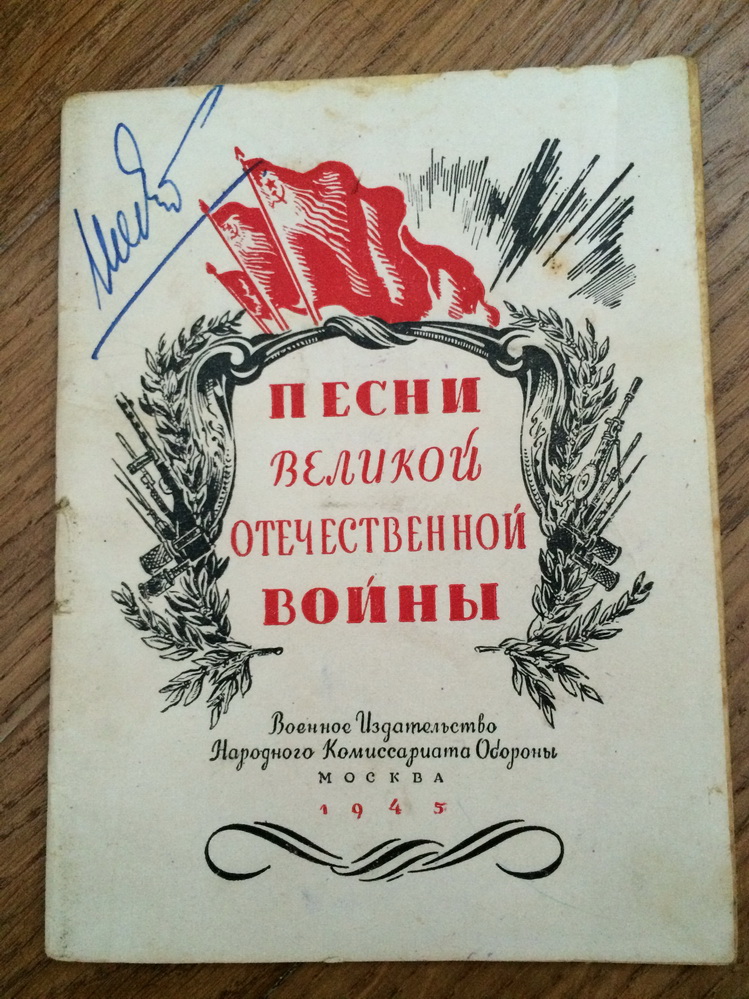 ПЕСНИ
ВЕЛИКОЙ
ОТЕЧЕСТВЕННОЙ
ВОЙНЫ
Военное Издательство
Народного Комиссариата Обороны
МОСКВА
1945